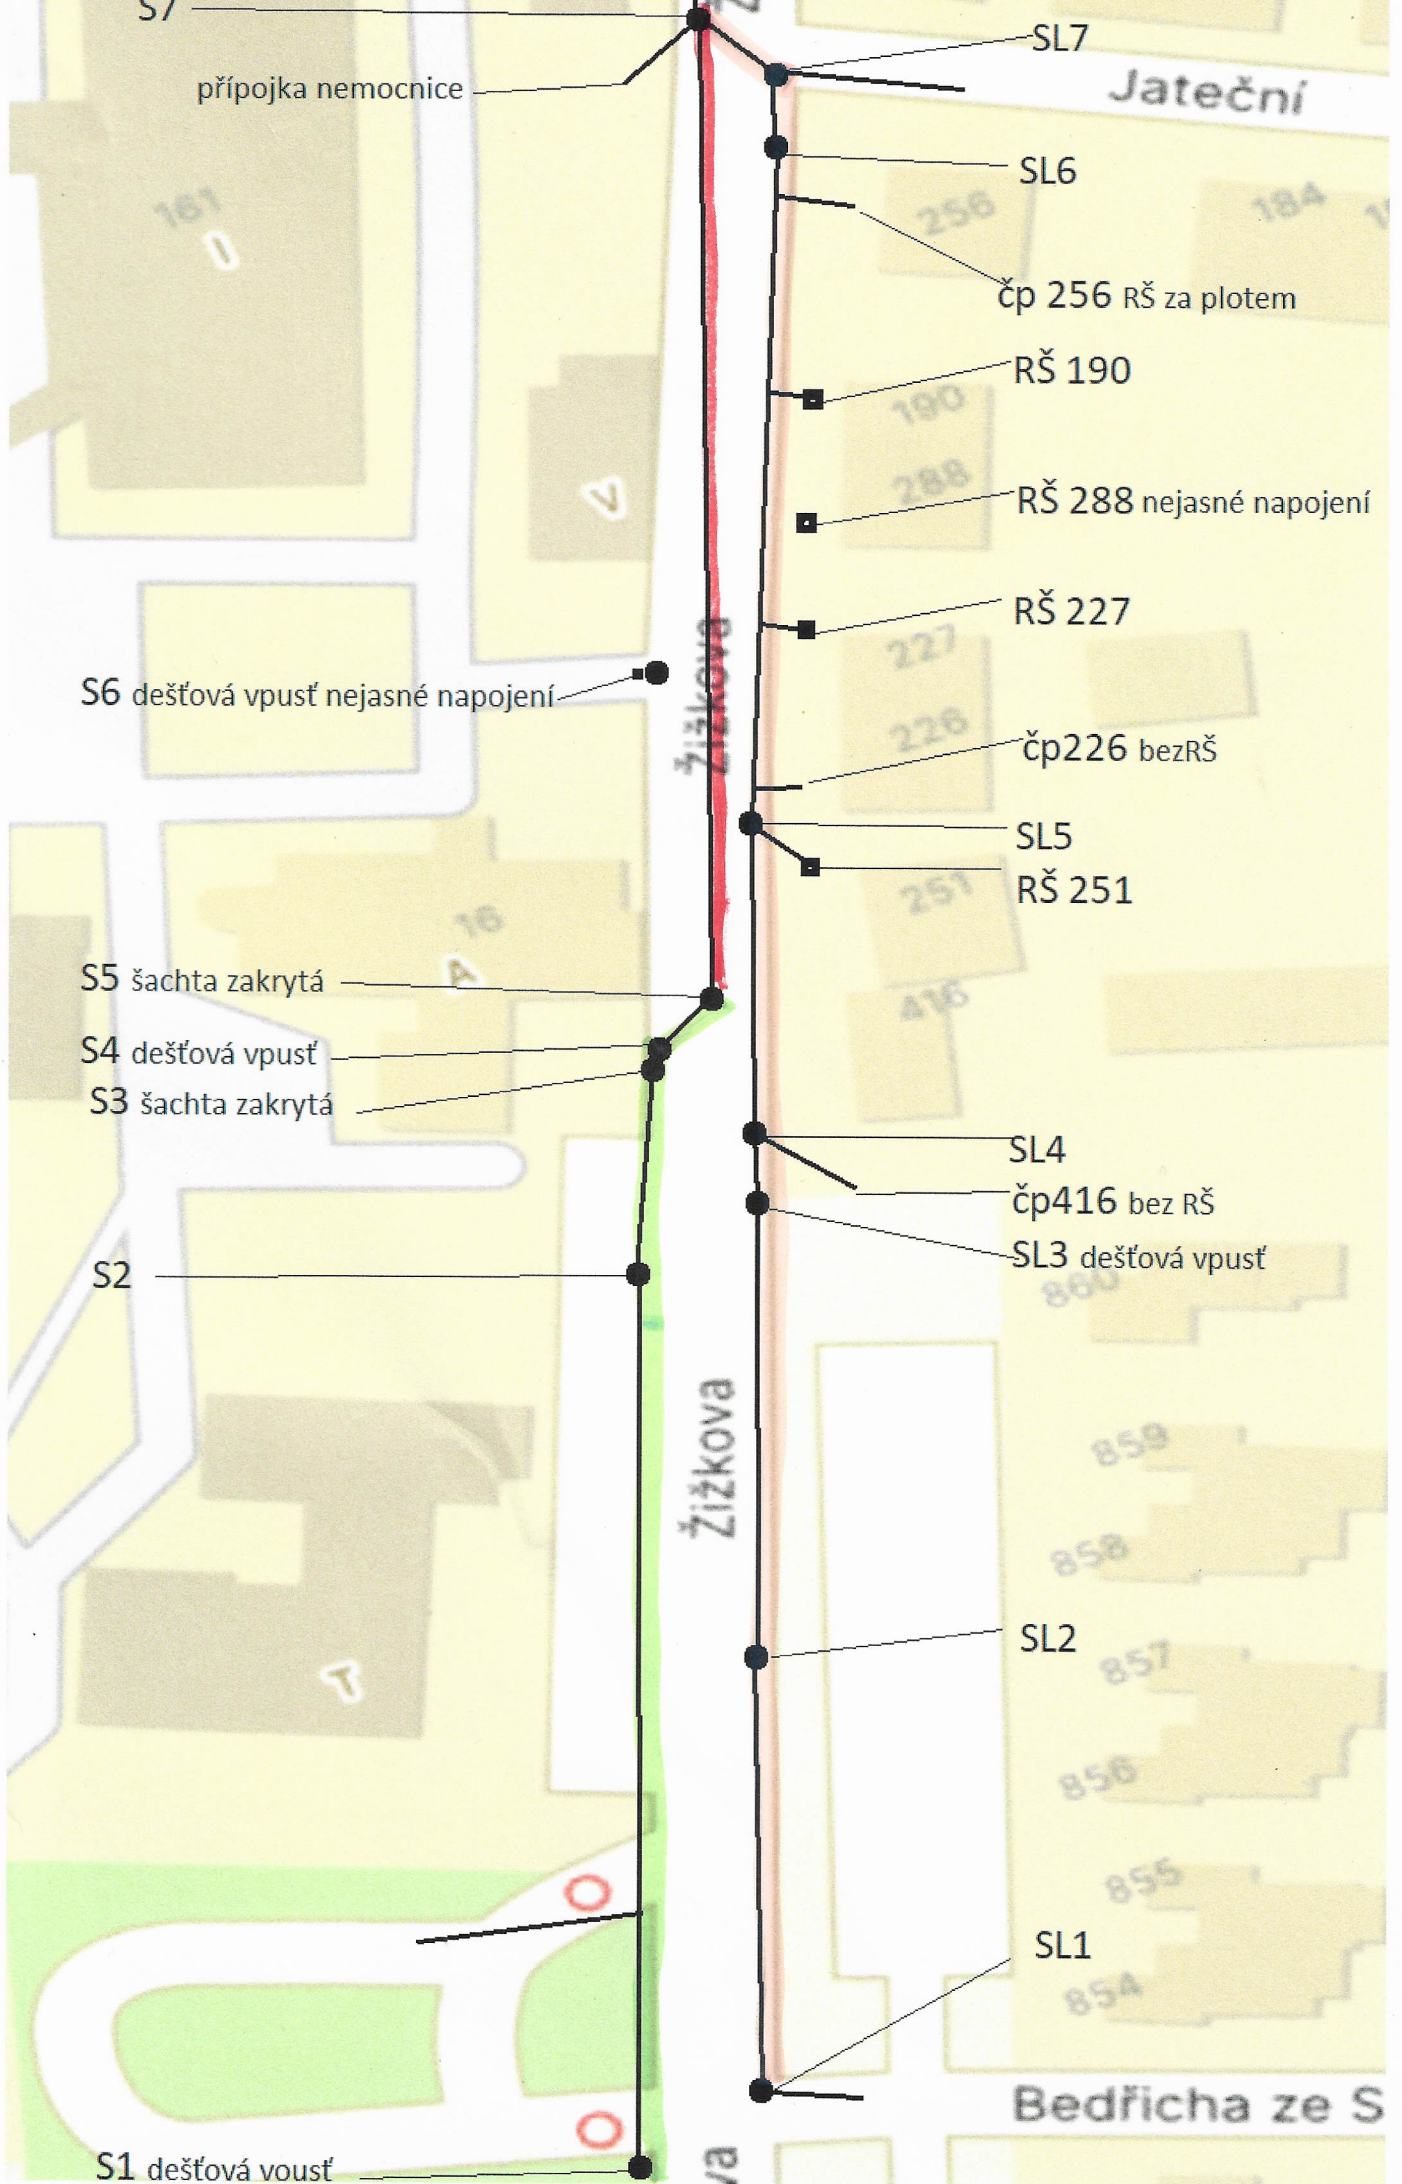 S7
SL7
přípojka nemocnice
Jateční
SL6
161
I
256
184
čp 256 RŠ za plotem
RŠ 190
190
288
RŠ 288 nejasné napojení
V
RŠ 227
227
Žižkova
S6 dešťová vpusť nejasné napojení
226
čp226 bezRŠ
SL5
RŠ 251
251
16
A
S5 šachta zakrytá
416
S4 dešťová vpusť
S3 šachta zakrytá
SL4
čp416 bez RŠ
SL3 dešťová vpusť
S2
860
Žižkova
859
858
SL2
857
T
856
855
SL1
854
Bedřicha ze S
S1 dešťová vousť
va